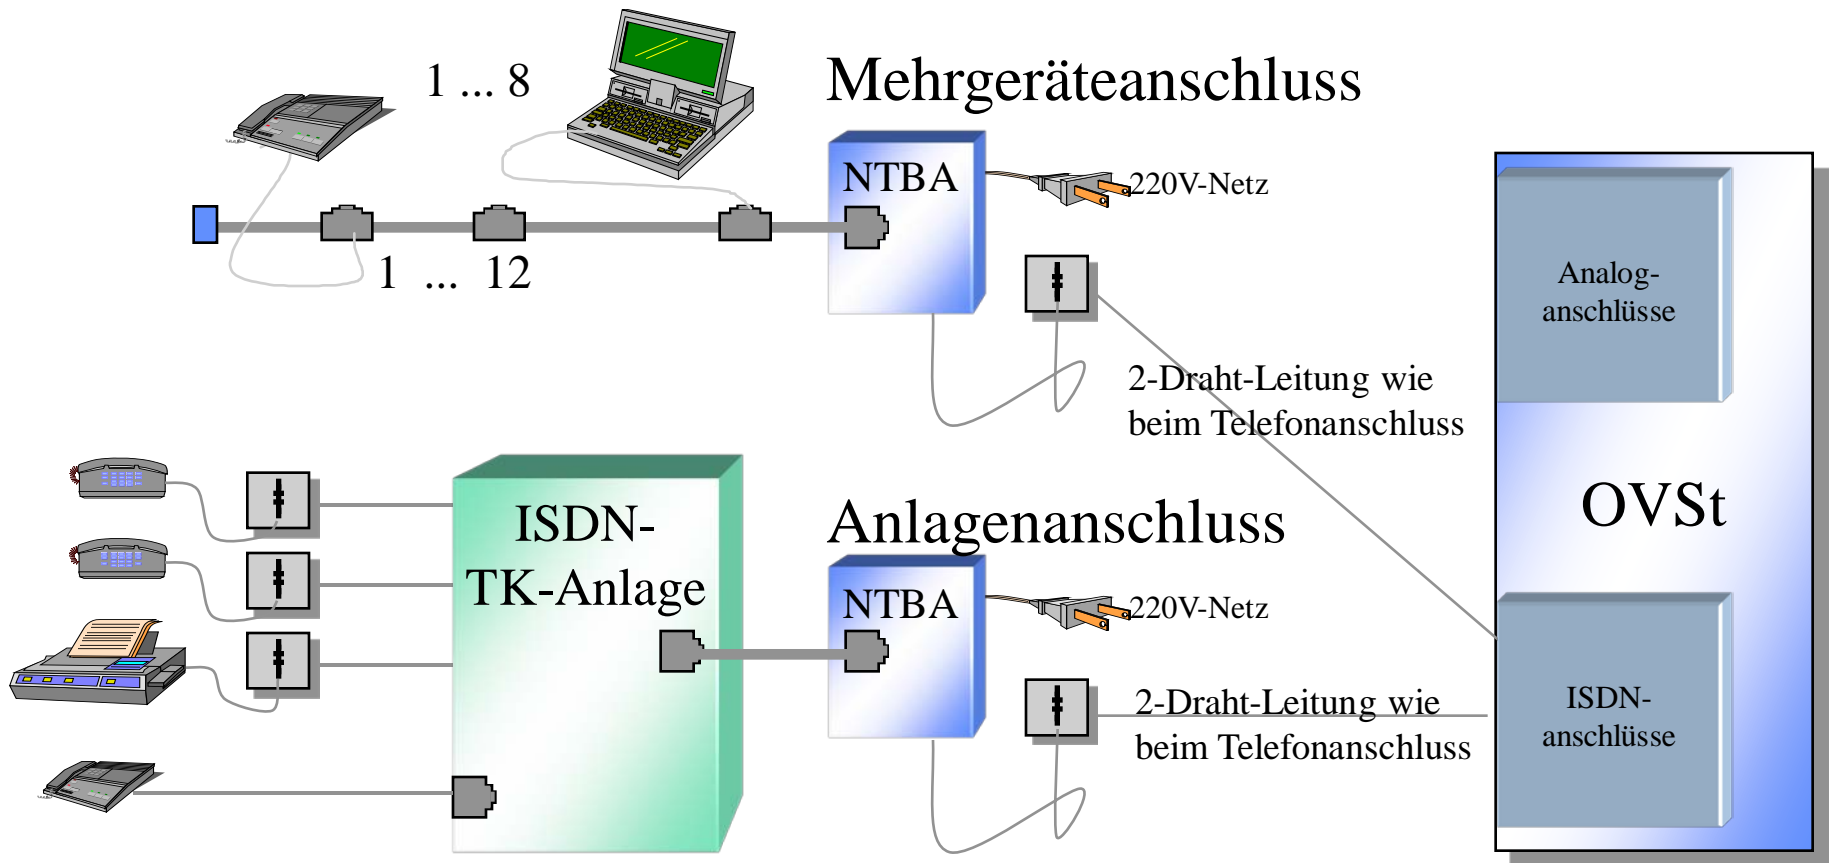 1 ... 8
Mehrgeräteanschluss
NTBA
220V-Netz
1 ... 12
Analog-
anschlüsse
2-Draht-Leitung wie
beim Telefonanschluss
OVSt
ISDN-
TK-Anlage
Anlagenanschluss
NTBA
220V-Netz
2-Draht-Leitung wie
beim Telefonanschluss
ISDN-
anschlüsse